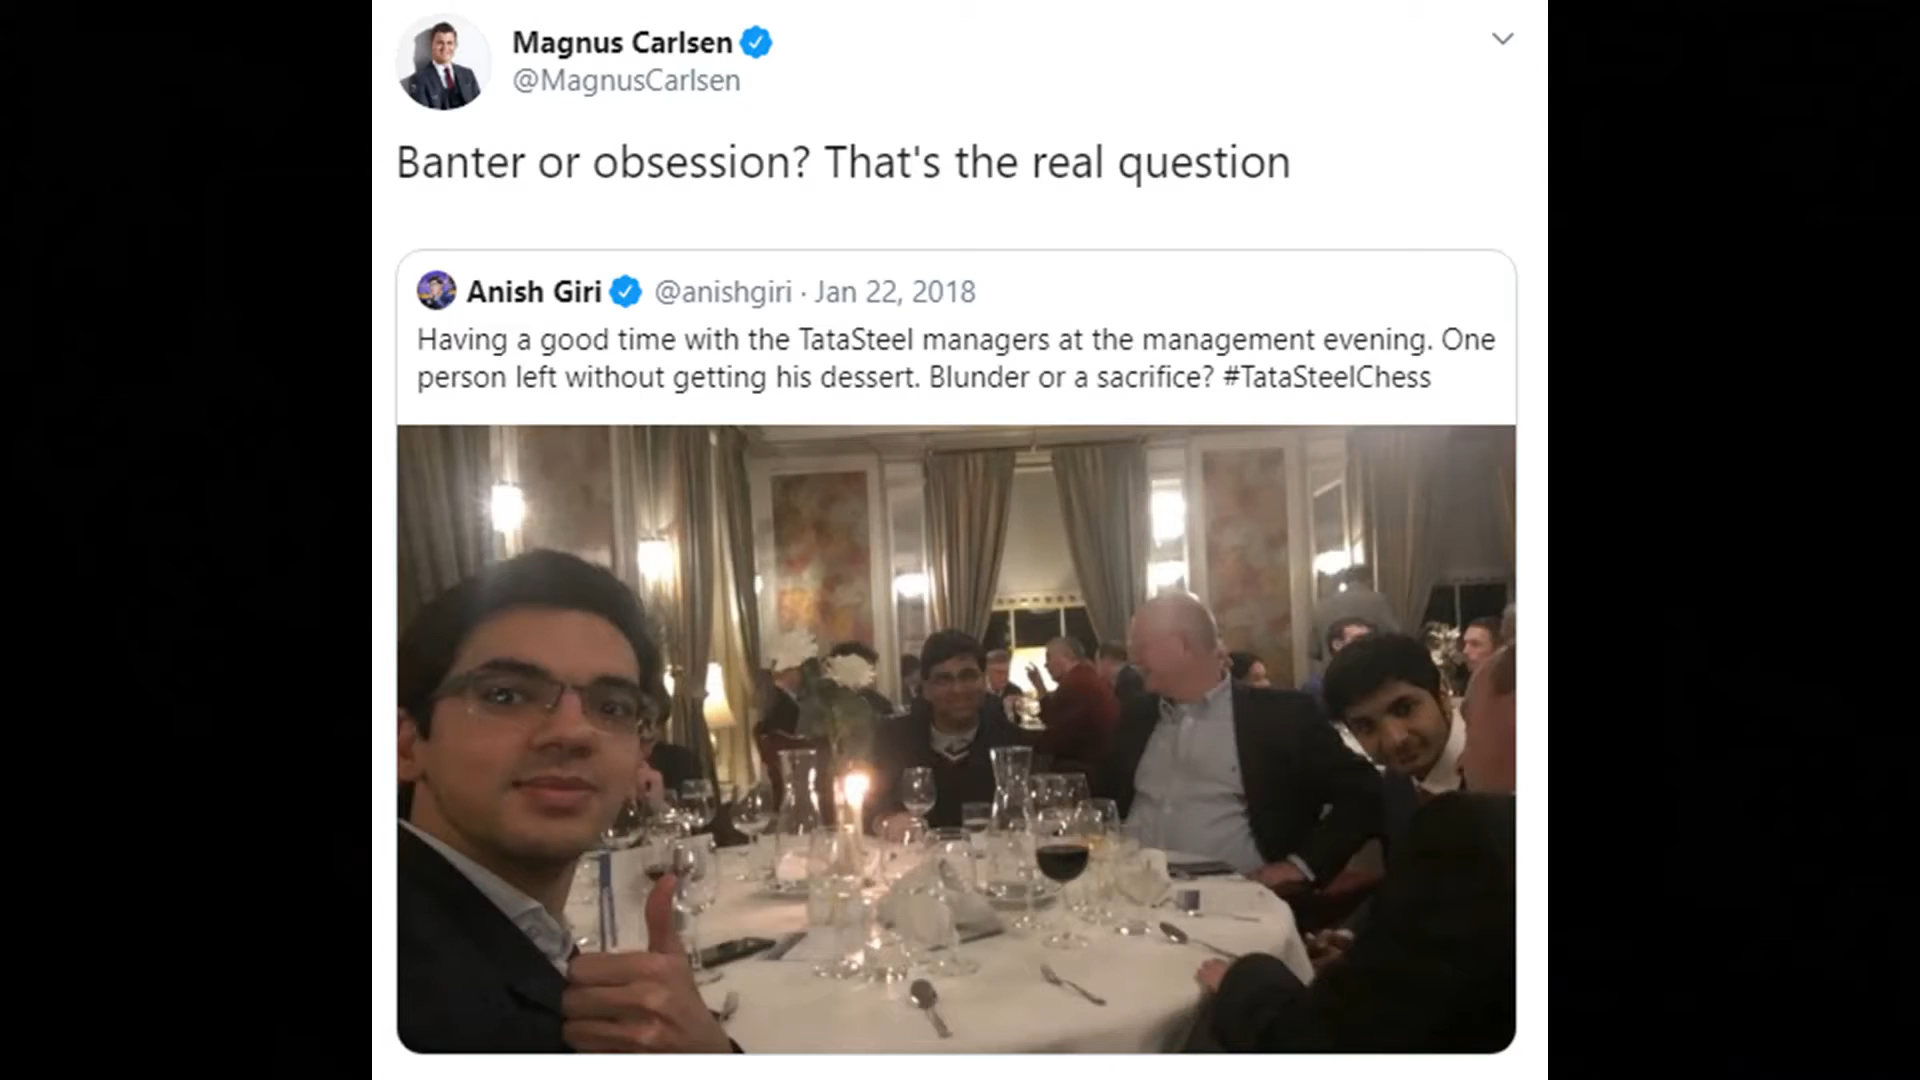 Magnus Carlsen
@MagnusCarlsen
Banter or obsession? That's the real question
Anish Giri @anishgiri · Jan 22, 2018
Having a good time with the TataSteel managers at the management evening. One
person left without getting his dessert. Blunder or a sacrifice? #TataSteelChess